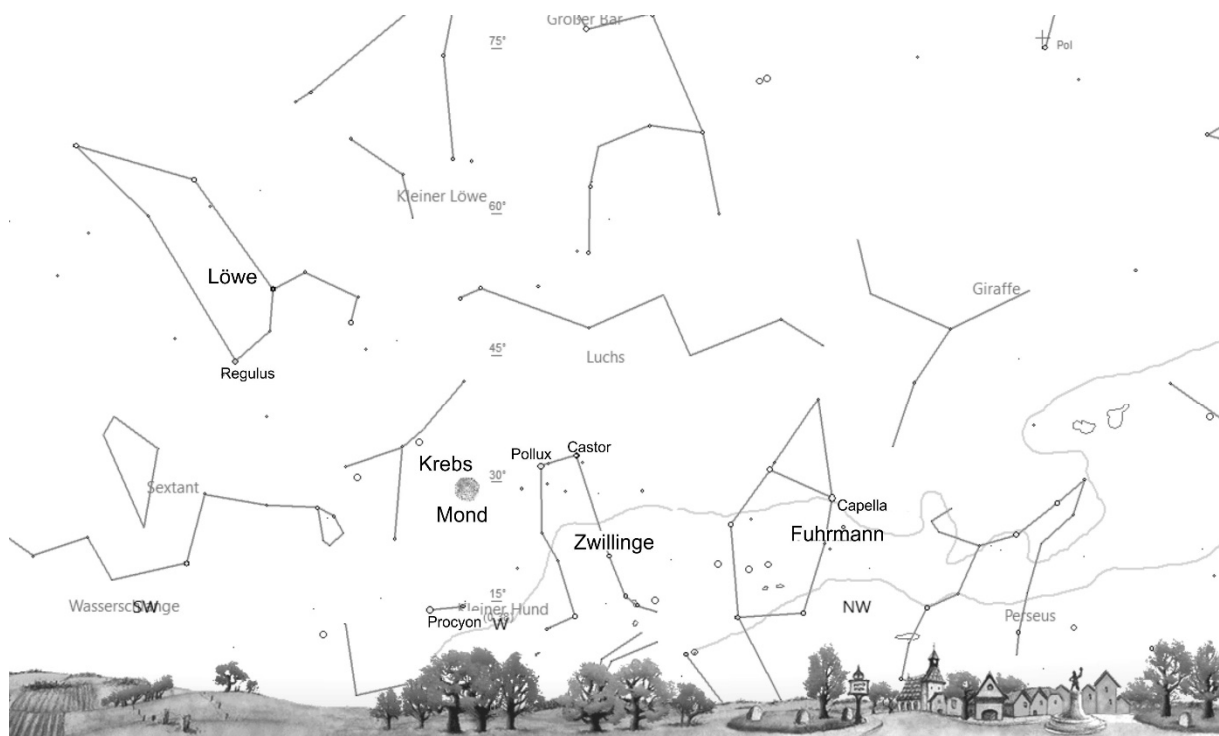 Großer Bär
75°
Pol
Kleiner Löwe
60°
Löwe
Giraffe
45°
Luchs
Regulus
Pollux
Castor
Krebs
30°
Sextant
Mond
Capella
Zwillinge
Fuhrmann
15°
Wasserschlange
SW
Kleiner Hund
NW
Procyon
W
Perseus